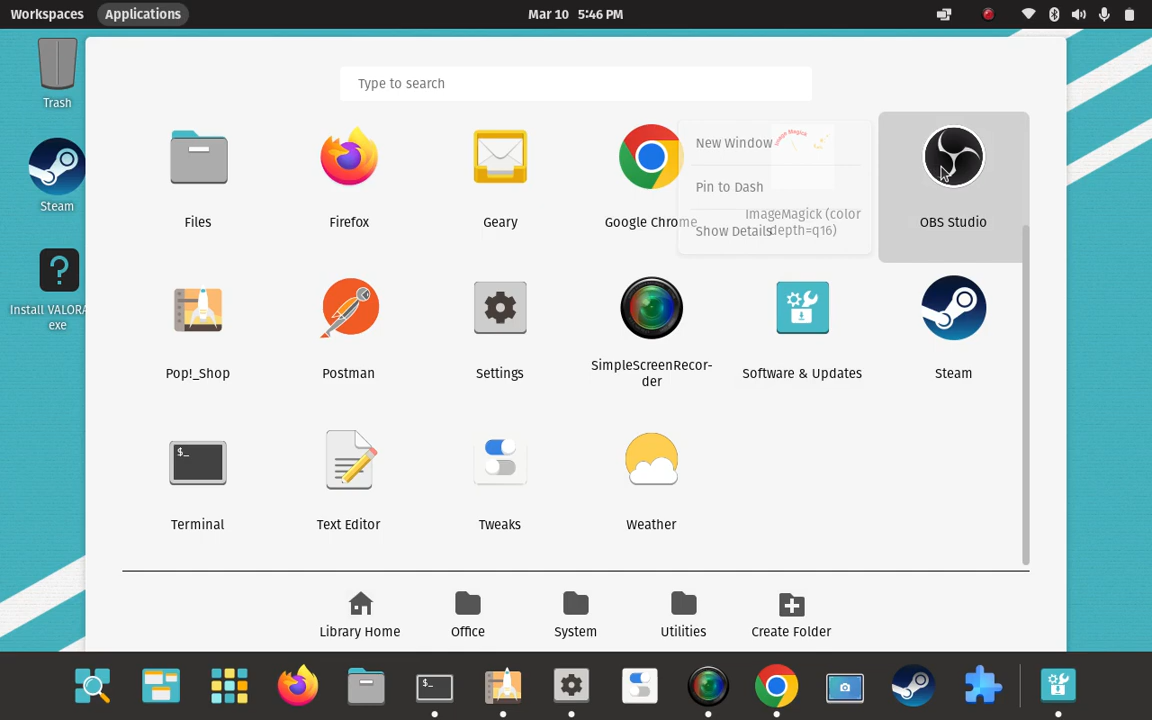 Workspaces Applications Mar 10 5:46 PM
Type to search
Trash
Steam
Install VALORA
exe
Files
Firefox
Geary
Google Chrome
New Window
Pin to Dash
Show Details
ImageMagick (color
depth=q16)
OBS Studio
Pop!_Shop
Postman
Settings
SimpleScreenRecor-
der
Software & Updates
Steam
$_
Terminal
Text Editor
Tweaks
Weather
Library Home
Office
System
Utilities
Create Folder
$_